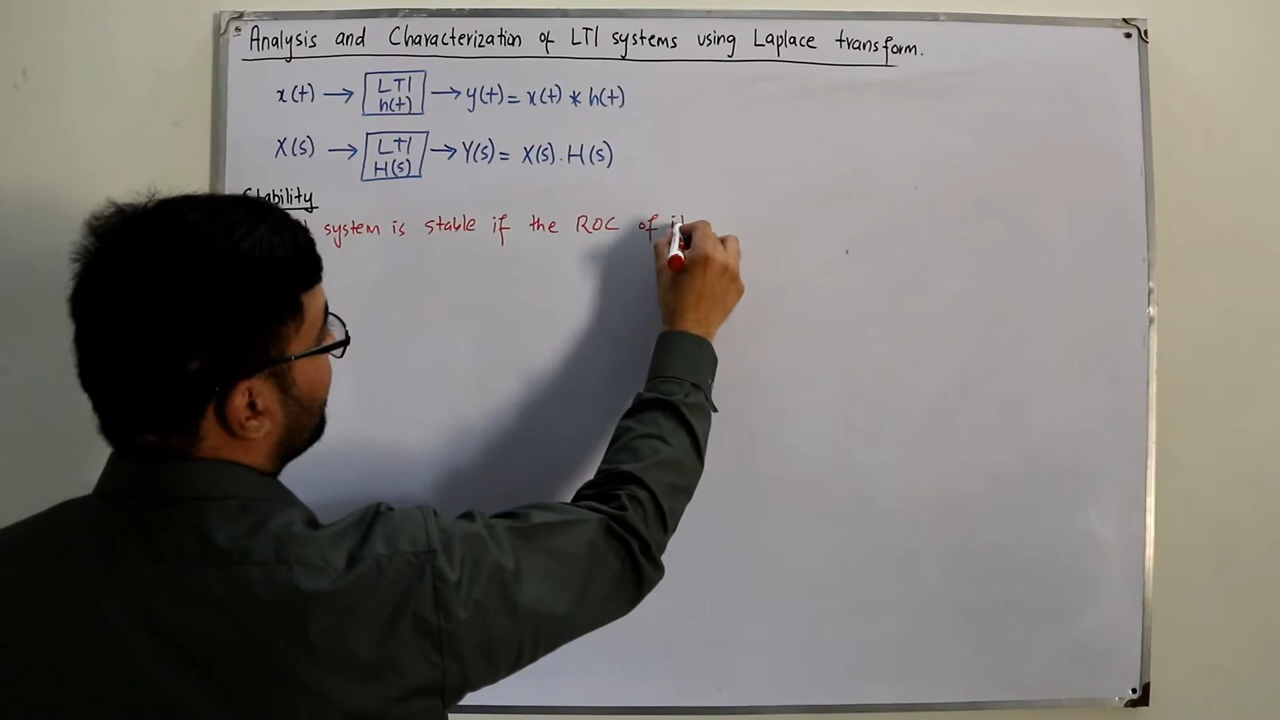 Analysis and Characterization of LTI systems using Laplace transform.
x(t) → LTI h(t) → y(t) = x(t) * h(t)
X(s) → LTI H(s) → Y(s) = X(s).H(s)
Stability
system is stable if the ROC of